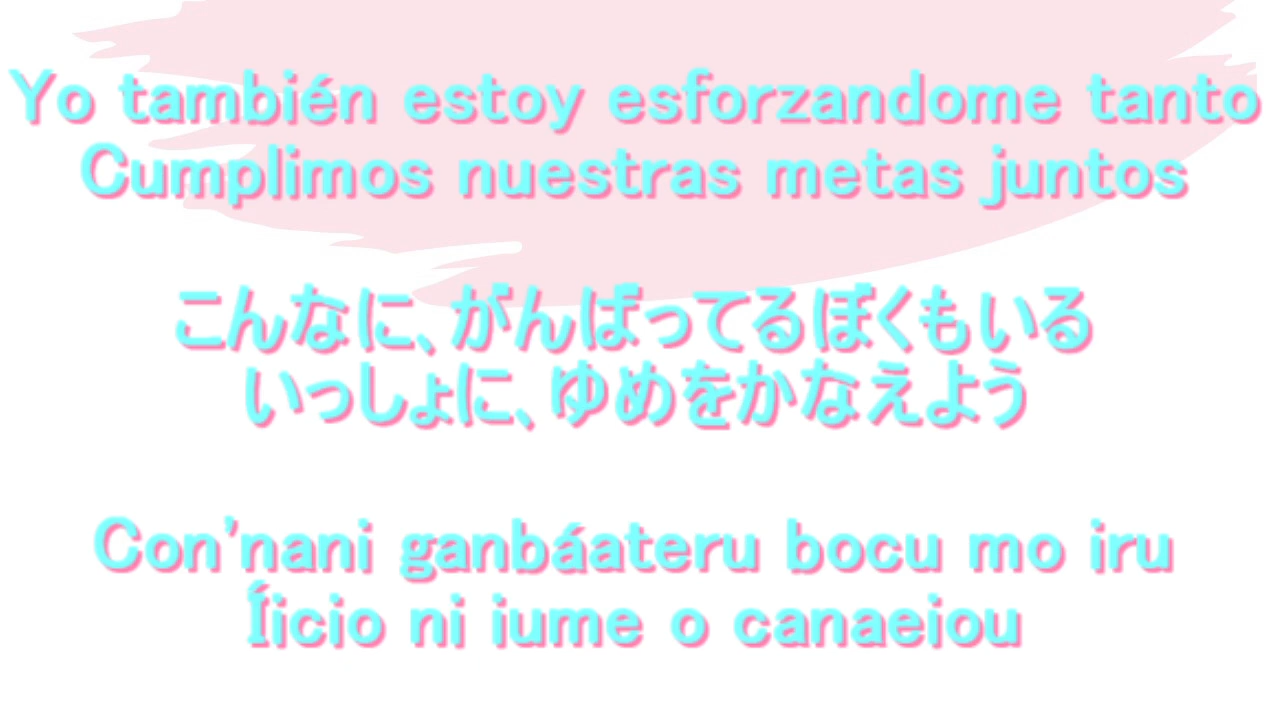 Yo también estoy esforzandome tanto
Cumplimos nuestras metas juntos
こんなに、がんばってるぼくもいる
いっしょに、ゆめをかなえよう
Con'nani ganbáateru bocu mo iru
Íicio ni iume o canaeiou